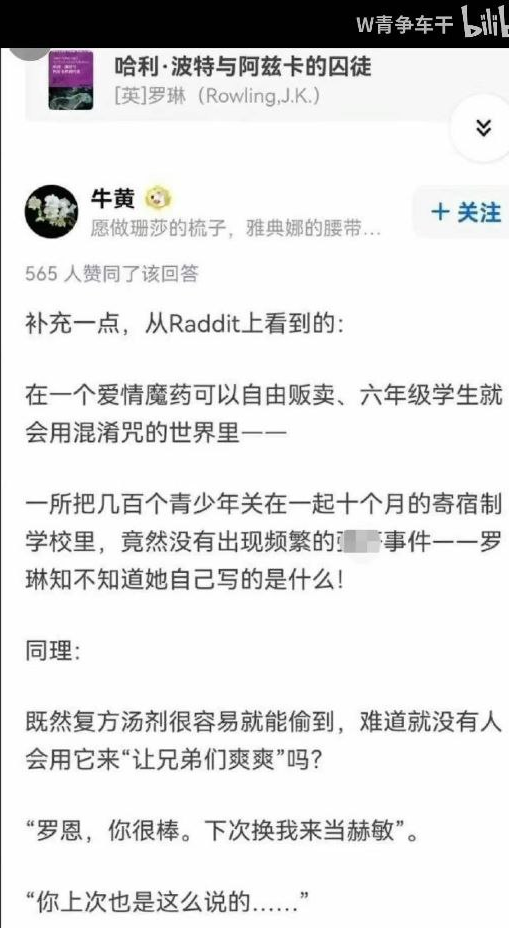 W青争车干 bilib
哈利·波特与阿兹卡的囚徒
[英]罗琳（Rowling,J.K.）
牛黄
愿做珊莎的梳子，雅典娜的腰带...
+ 关注
565 人赞同了该回答
补充一点，从Raddit上看到的：
在一个爱情魔药可以自由贩卖、六年级学生就
会用混淆咒的世界里——
一所把几百个青少年关在一起十个月的寄宿制
学校里，竟然没有出现频繁的事件——罗
琳知不知道她自己写的是什么！
同理：
既然复方汤剂很容易就能偷到，难道就没有人
会用它来“让兄弟们爽爽”吗？
“罗恩，你很棒。下次换我来当赫敏”。
“你上次也是这么说的……”